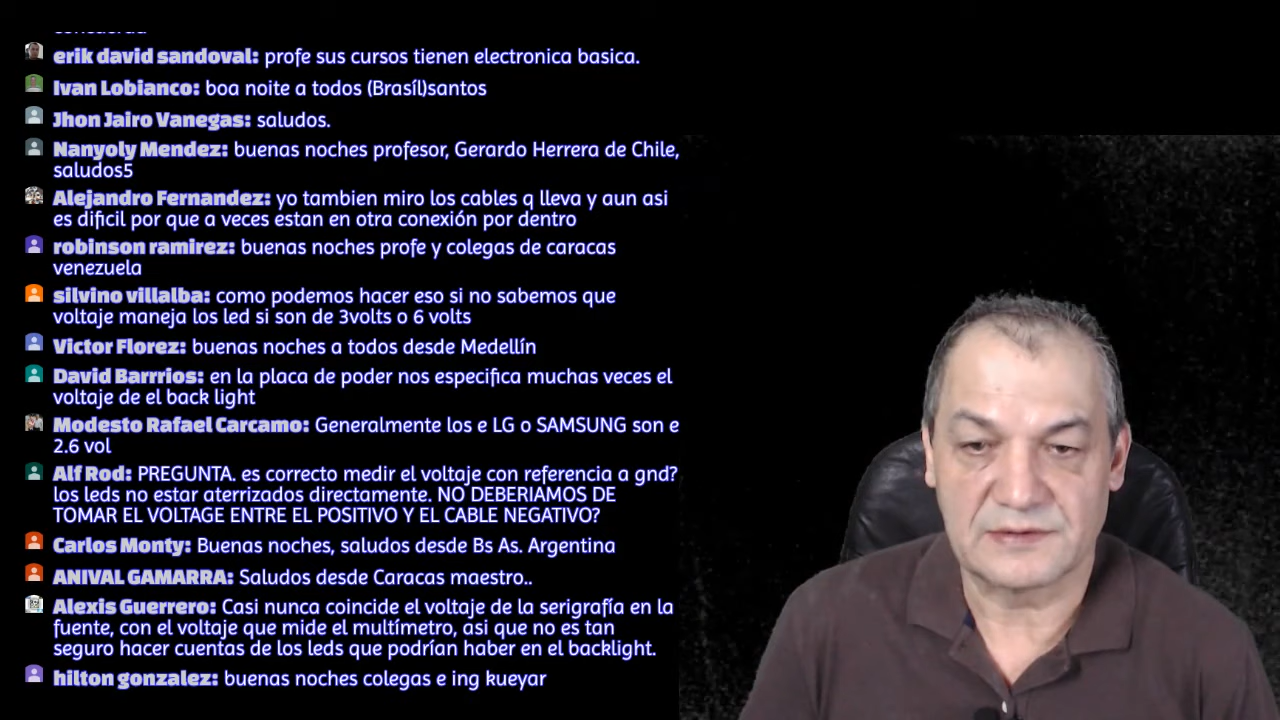 erik david sandoval: profe sus cursos tienen electronica basica.
Ivan Lobianco: boa noite a todos (Brasíl)santos
Jhon Jairo Vanegas: saludos.
Nanyoly Mendez: buenas noches profesor, Gerardo Herrera de Chile,
saludos5
Alejandro Fernandez: yo tambien miro los cables q lleva y aun asi
es dificil por que a veces estan en otra conexión por dentro
robinson ramirez: buenas noches profe y colegas de caracas
venezuela
silvino villalba: como podemos hacer eso si no sabemos que
voltaje maneja los led si son de 3volts o 6 volts
Victor Florez: buenas noches a todos desde Medellín
David Barrrios: en la placa de poder nos especifica muchas veces el
voltaje de el back light
Modesto Rafael Carcamo: Generalmente los e LG o SAMSUNG son e
2.6 vol
Alf Rod: PREGUNTA. es correcto medir el voltaje con referencia a gnd?
los leds no estar aterrizados directamente. NO DEBERIAMOS DE
TOMAR EL VOLTAGE ENTRE EL POSITIVO Y EL CABLE NEGATIVO?
Carlos Monty: Buenas noches, saludos desde Bs As. Argentina
ANIVAL GAMARRA: Saludos desde Caracas maestro..
Alexis Guerrero: Casi nunca coincide el voltaje de la serigrafía en la
fuente, con el voltaje que mide el multímetro, asi que no es tan
seguro hacer cuentas de los leds que podrían haber en el backlight.
hilton gonzalez: buenas noches colegas e ing kueyar